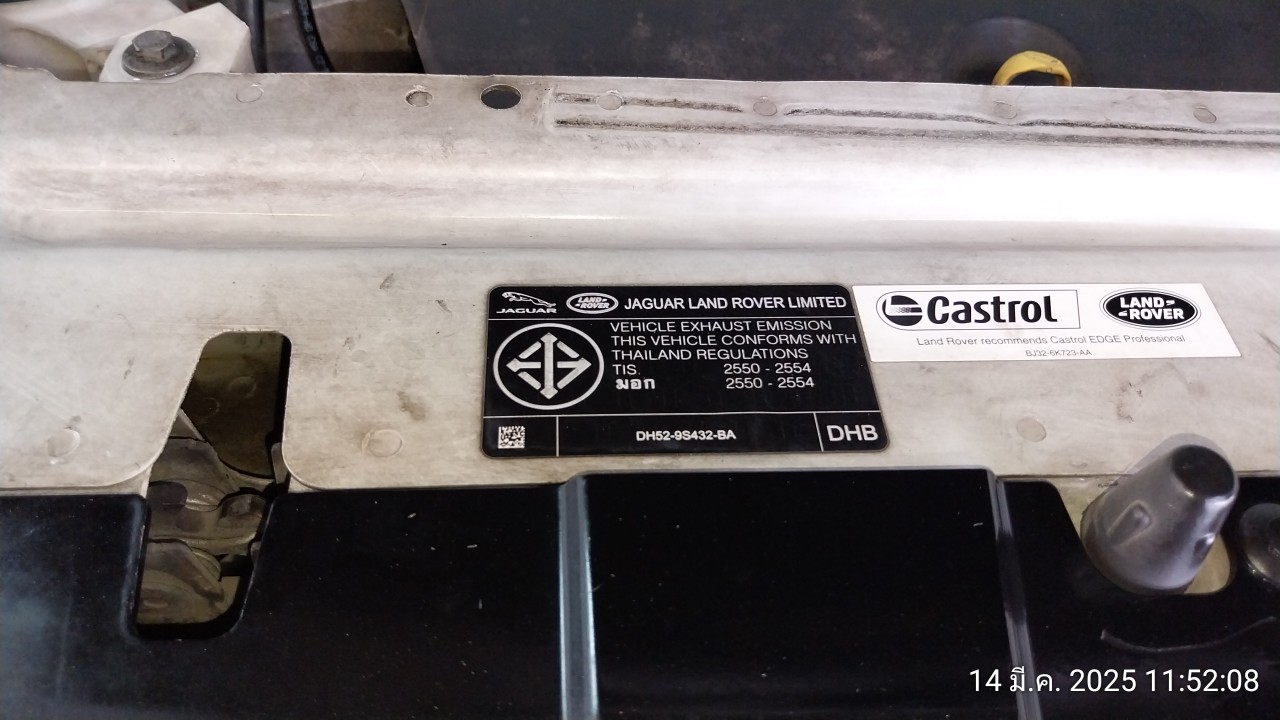 JAGUAR
LAND ROVER
JAGUAR LAND ROVER LIMITED
VEHICLE EXHAUST EMISSION
THIS VEHICLE CONFORMS WITH
THAILAND REGULATIONS
TIS. 2550 - 2554
มอก 2550 - 2554
DH52-9S432-BA
DHB
Castrol
LAND ROVER
Land Rover recommends Castrol EDGE Professional
BJ32-6K723-AA
14 มี.ค. 2025 11:52:08